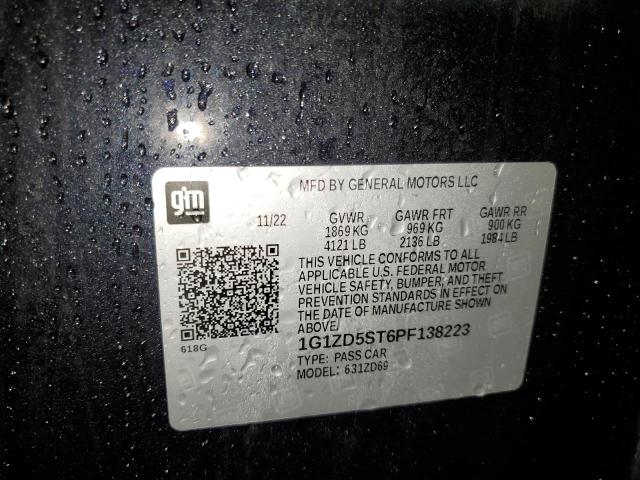 gm
MFD BY GENERAL MOTORS LLC
11/22
GVWR GAWR FRT GAWR RR
1869 KG 969 KG 900 KG
4121 LB 2136 LB 1984 LB
THIS VEHICLE CONFORMS TO ALL
APPLICABLE U.S. FEDERAL MOTOR
VEHICLE SAFETY, BUMPER, AND THEFT
PREVENTION STANDARDS IN EFFECT ON
THE DATE OF MANUFACTURE SHOWN
ABOVE/
618G
1G1ZD5ST6PF138223
TYPE: PASS CAR
MODEL: 631ZD69